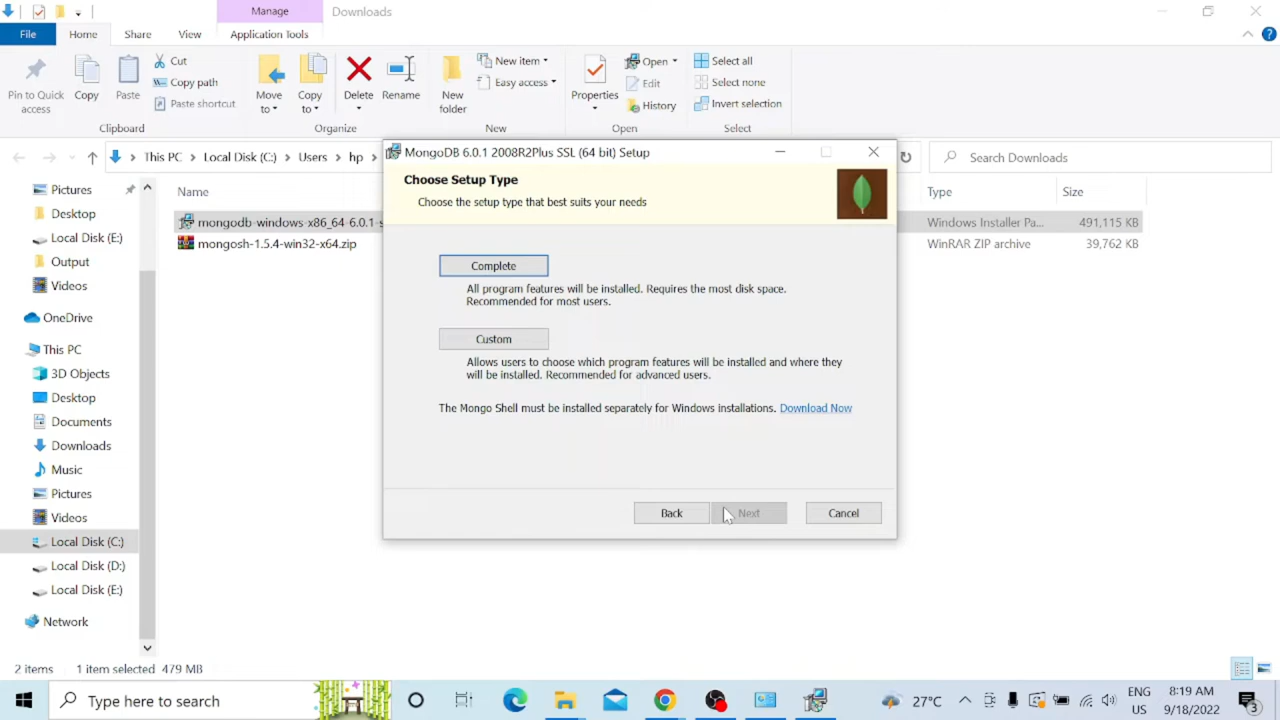 Manage
Downloads
File
Home
Share
View
Application Tools
Pin to Quick access
Copy
Paste
Cut
Copy path
Paste shortcut
Clipboard
Move to
Copy to
Delete
Rename
Organize
New folder
New item
Easy access
New
Properties
Open
Edit
History
Open
Select all
Select none
Invert selection
Select
This PC
Local Disk (C:)
Users
hp
Search Downloads
Name
Type
Size
mongodb-windows-x86_64-6.0.1-s
Windows Installer Pa...
491,115 KB
mongosh-1.5.4-win32-x64.zip
WinRAR ZIP archive
39,762 KB
Pictures
Desktop
Local Disk (E:)
Output
Videos
OneDrive
This PC
3D Objects
Desktop
Documents
Downloads
Music
Pictures
Videos
Local Disk (C:)
Local Disk (D:)
Local Disk (E:)
Network
MongoDB 6.0.1 2008R2Plus SSL (64 bit) Setup
Choose Setup Type
Choose the setup type that best suits your needs
Complete
All program features will be installed. Requires the most disk space.
Recommended for most users.
Custom
Allows users to choose which program features will be installed and where they
will be installed. Recommended for advanced users.
The Mongo Shell must be installed separately for Windows installations. Download Now
Back
Next
Cancel
2 items
1 item selected 479 MB
Type here to search
27°C
ENG
US
8:19 AM
9/18/2022
3